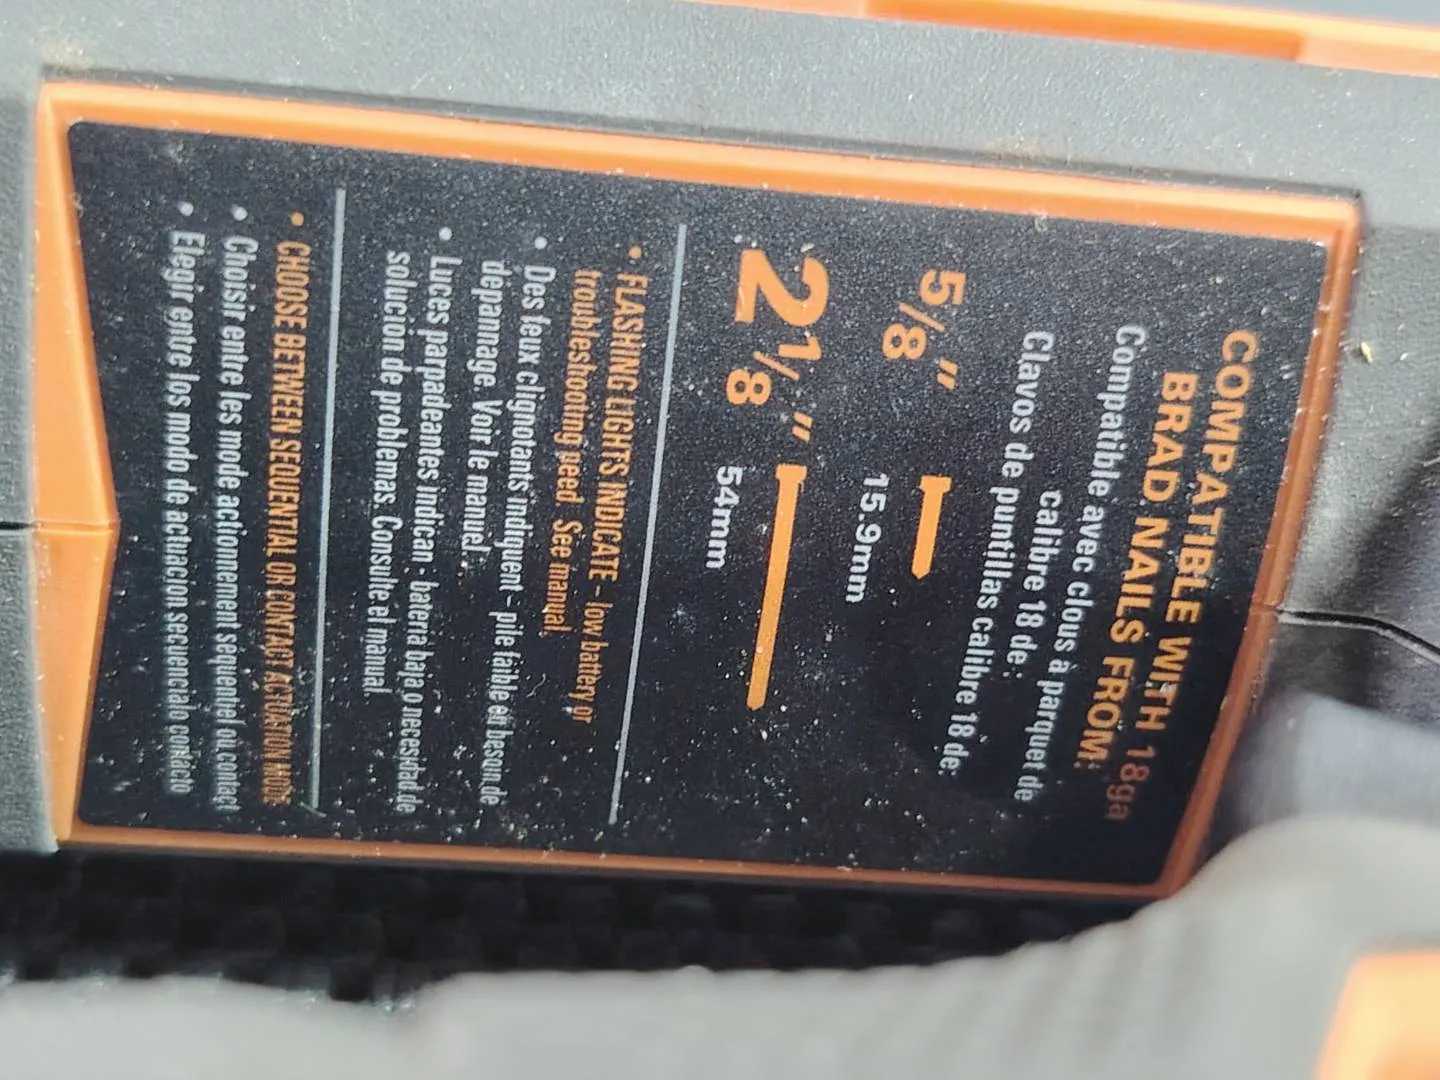 COMPATIBLE WITH 18ga
BRAD NAILS FROM:
Compatible avec clous à parquet de
calibre 18 de :
Clavos de puntillas calibre 18 de:
5/8"
15.9mm
2 1/8"
54mm
• FLASHING LIGHTS INDICATE - low battery or
troubleshooting need. See manual.
• Des feux clignotants indiquent - pile faible en besoin de
dépannage. Voir le manuel.
• Luces parpadeantes indican - batería baja o necesidad de
solución de problemas. Consulte el manual.
• CHOOSE BETWEEN SEQUENTIAL OR CONTACT ACTUATION MODE
• Choisir entre les mode actionnement sequentiel ou contact
• Elegir entre los modo de actuacion secuencial o contacto